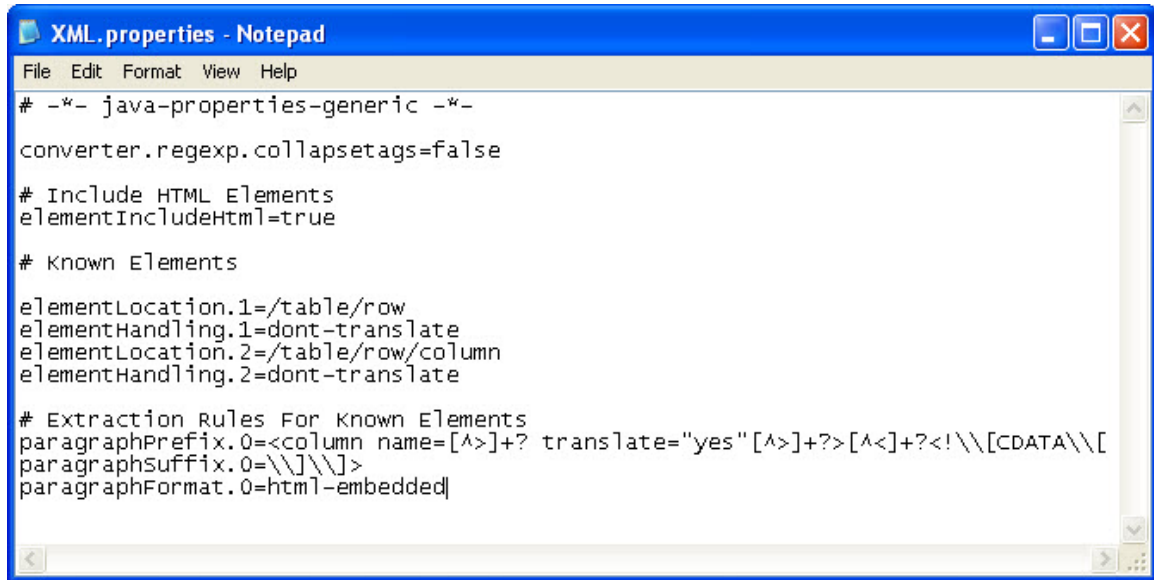 XML.properties - Notepad
File Edit Format View Help
# -*- java-properties-generic -*-
converter.regexp.collapsetags=false
# Include HTML Elements
elementIncludeHtml=true
# Known Elements
elementLocation.1=/table/row
elementHandling.1=dont-translate
elementLocation.2=/table/row/column
elementHandling.2=dont-translate
# Extraction Rules For Known Elements
paragraphPrefix.0=<column name=[^>]+? translate="yes"[^>]+?>[^<]+?<!\\[CDATA\\[
paragraphSuffix.0=\\]\\]>
paragraphFormat.0=html-embedded